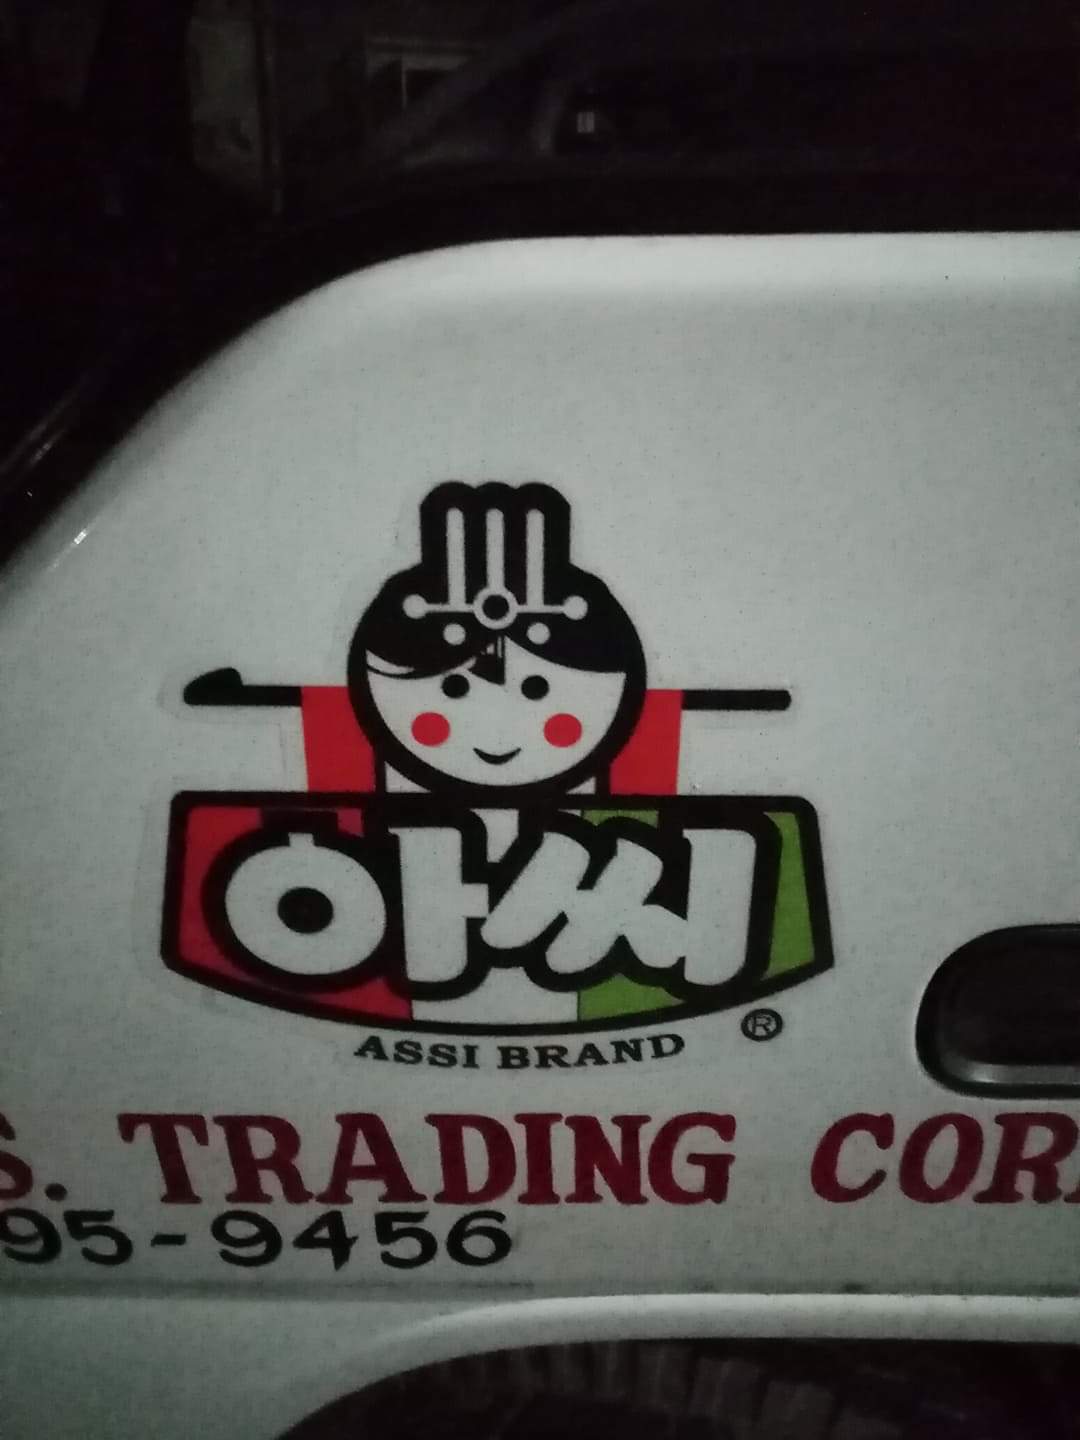 아씨
ASSI BRAND ®
S. TRADING COR
95-9456